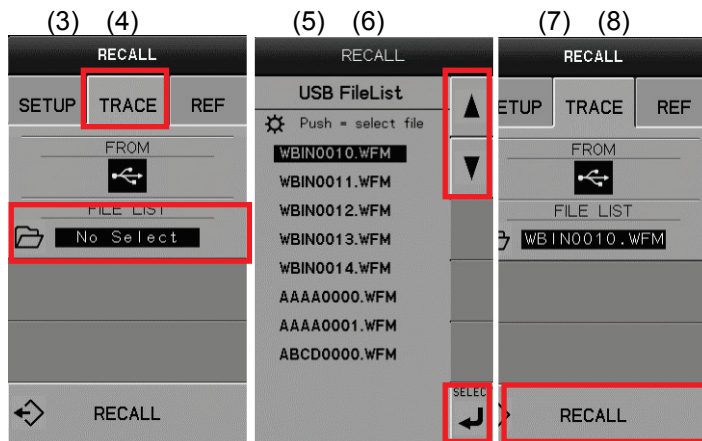 (3) (4)
RECALL
SETUP TRACE REF
FROM
FILE LIST
No Select
RECALL
(5) (6)
RECALL
USB FileList
Push = select file
WBIN0010.WFM
WBIN0011.WFM
WBIN0012.WFM
WBIN0013.WFM
WBIN0014.WFM
AAAA0000.WFM
AAAA0001.WFM
ABCD0000.WFM
SELEC
(7) (8)
RECALL
ETUP TRACE REF
FROM
FILE LIST
WBIN0010.WFM
RECALL